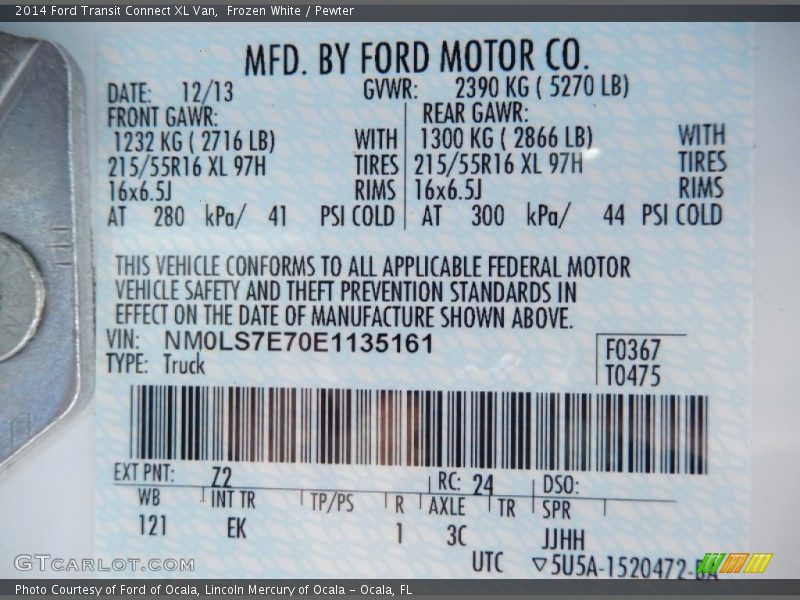 2014 Ford Transit Connect XL Van,  Frozen White / Pewter
MFD. BY FORD MOTOR CO.
DATE: 12/13 GVWR: 2390 KG ( 5270 LB)
FRONT GAWR: REAR GAWR:
1232 KG ( 2716 LB) WITH 1300 KG ( 2866 LB) WITH
215/55R16 XL 97H TIRES 215/55R16 XL 97H TIRES
16x6.5J RIMS 16x6.5J RIMS
AT 280 kPa/ 41 PSI COLD AT 300 kPa/ 44 PSI COLD
THIS VEHICLE CONFORMS TO ALL APPLICABLE FEDERAL MOTOR
VEHICLE SAFETY AND THEFT PREVENTION STANDARDS IN
EFFECT ON THE DATE OF MANUFACTURE SHOWN ABOVE.
VIN: NM0LS7E70E1135161
F0367
TYPE: Truck
T0475
EXT PNT: Z2 RC: 24 DSO:
WB INT TR TP/PS R AXLE TR SPR
121 EK 1 3C JJHH
UTC ▽5U5A-1520472-BA
GTCARLOT.COM
Photo Courtesy of Ford of Ocala, Lincoln Mercury of Ocala - Ocala, FL